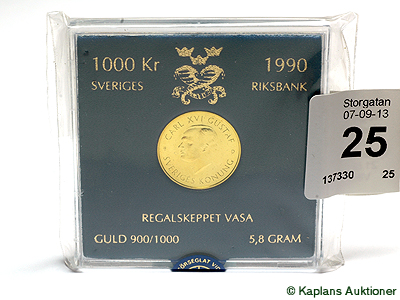 1000 Kr
1990
SVERIGES
RIKSBANK
CARL XVI GUSTAF
SVERIGES KONUNG
REGALSKEPPET VASA
GULD 900/1000
5,8 GRAM
Storgatan
07-09-13
25
137330
25
© Kaplans Auktioner